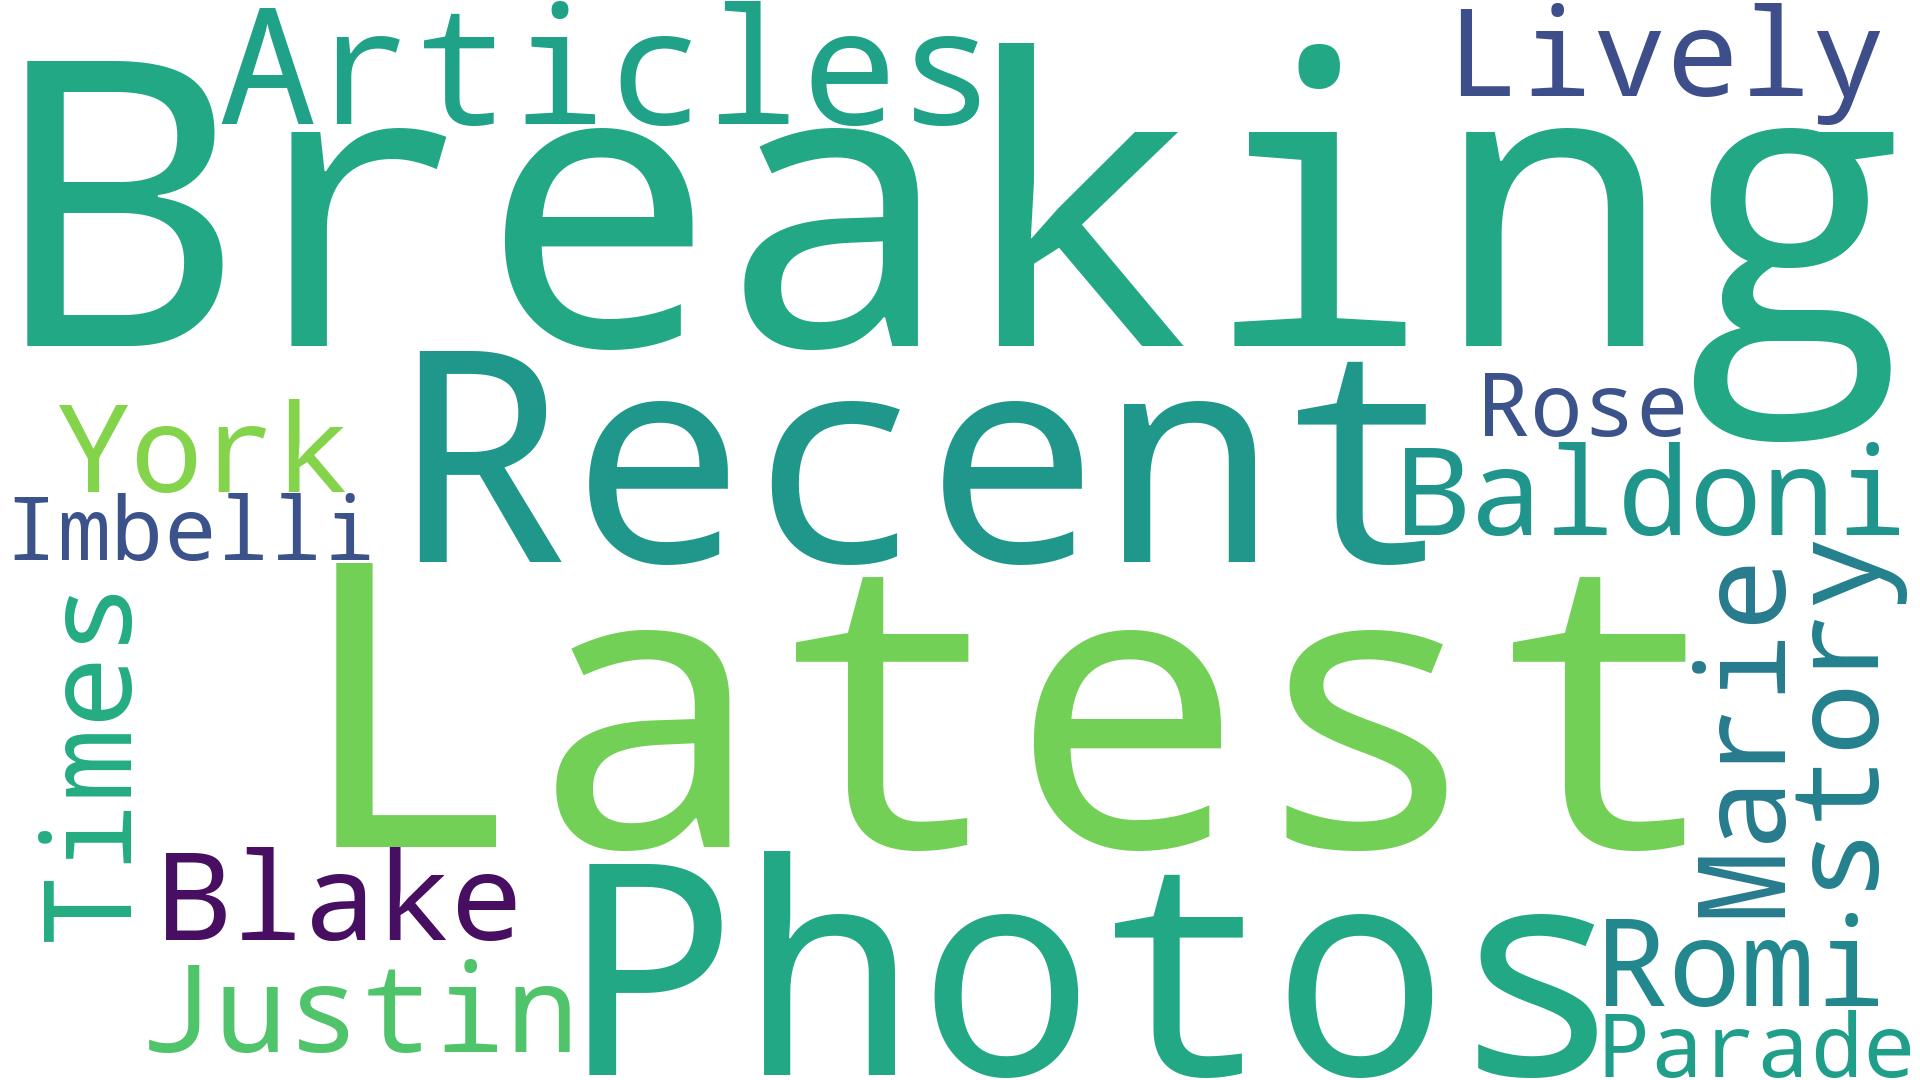 Articles
Lively
Breaking
Recent
Rose
York
Baldoni
Imbelli
Latest
Marie
story
Times
Blake
Photos
Romi
Justin
Parade